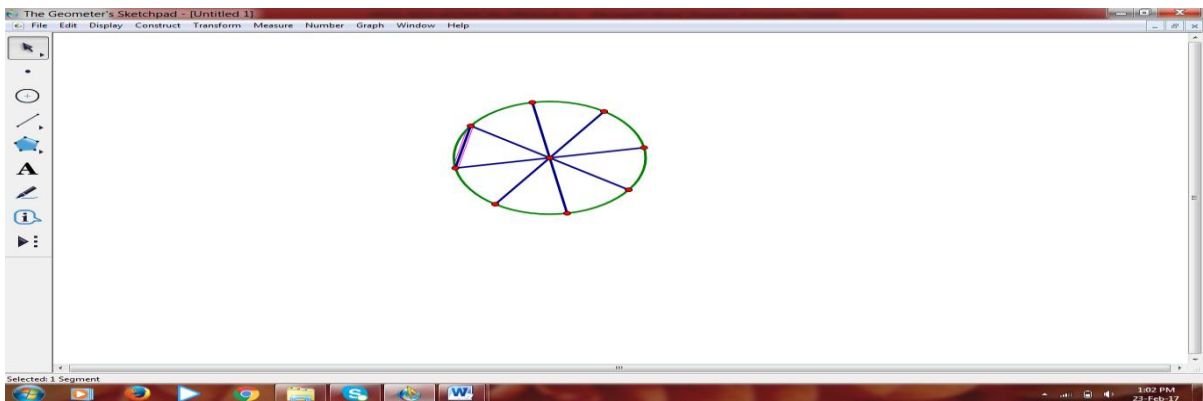 The Geometer's Sketchpad - [Untitled 1]
File Edit Display Construct Transform Measure Number Graph Window Help
A
i
Selected: 1 Segment
S
W
1:02 PM
23-Feb-17